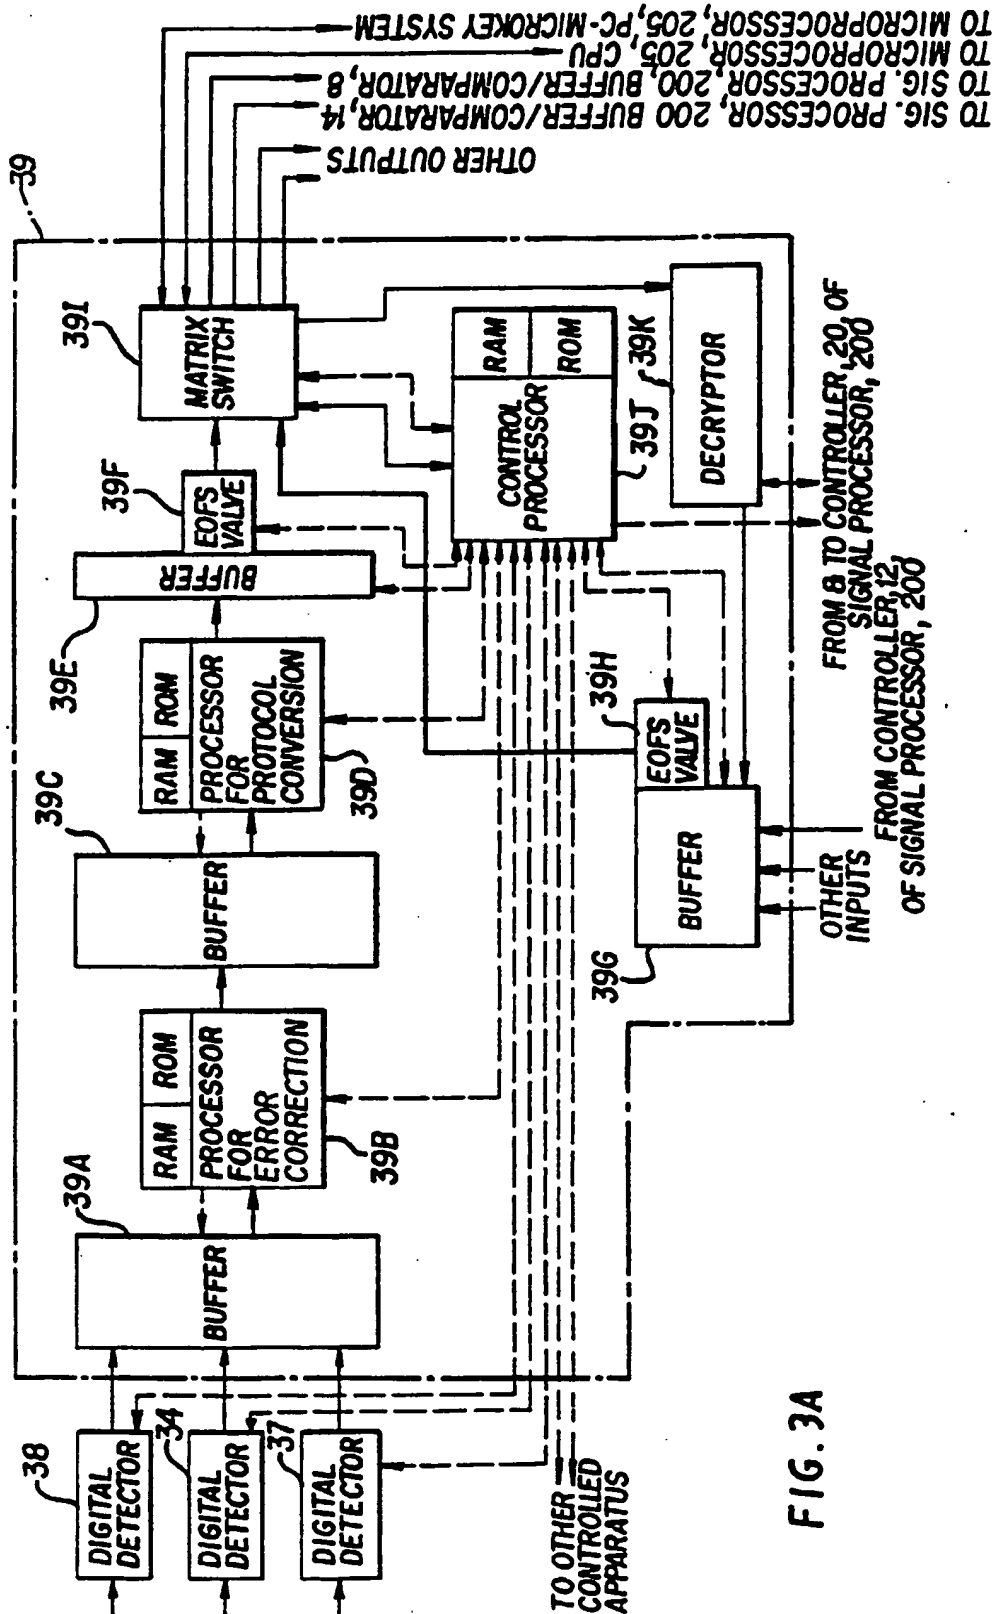 39
38
DIGITAL
DETECTOR
34
DIGITAL
DETECTOR
37
DIGITAL
DETECTOR
TO OTHER
CONTROLLED
APPARATUS
39A
BUFFER
RAM
ROM
PROCESSOR
FOR
ERROR
CORRECTION
39B
39C
BUFFER
RAM
ROM
PROCESSOR
FOR
PROTOCOL
CONVERSION
39D
39E
BUFFER
39F
EOFS
VALVE
39I
MATRIX
SWITCH
TO MICROPROCESSOR, 205, PC-MICROKEY SYSTEM
TO MICROPROCESSOR, 205, CPU
TO SIG. PROCESSOR, 200, BUFFER/COMPARATOR, 8
TO SIG. PROCESSOR, 200 BUFFER/COMPARATOR, 14
OTHER OUTPUTS
CONTROL
PROCESSOR
RAM
ROM
39J
39K
DECRYPTOR
39H
EOFS
VALVE
39G
BUFFER
OTHER
INPUTS
FROM CONTROLLER, 12,
OF SIGNAL PROCESSOR, 200
FROM & TO CONTROLLER, 20, OF
SIGNAL PROCESSOR, 200
FIG. 3A